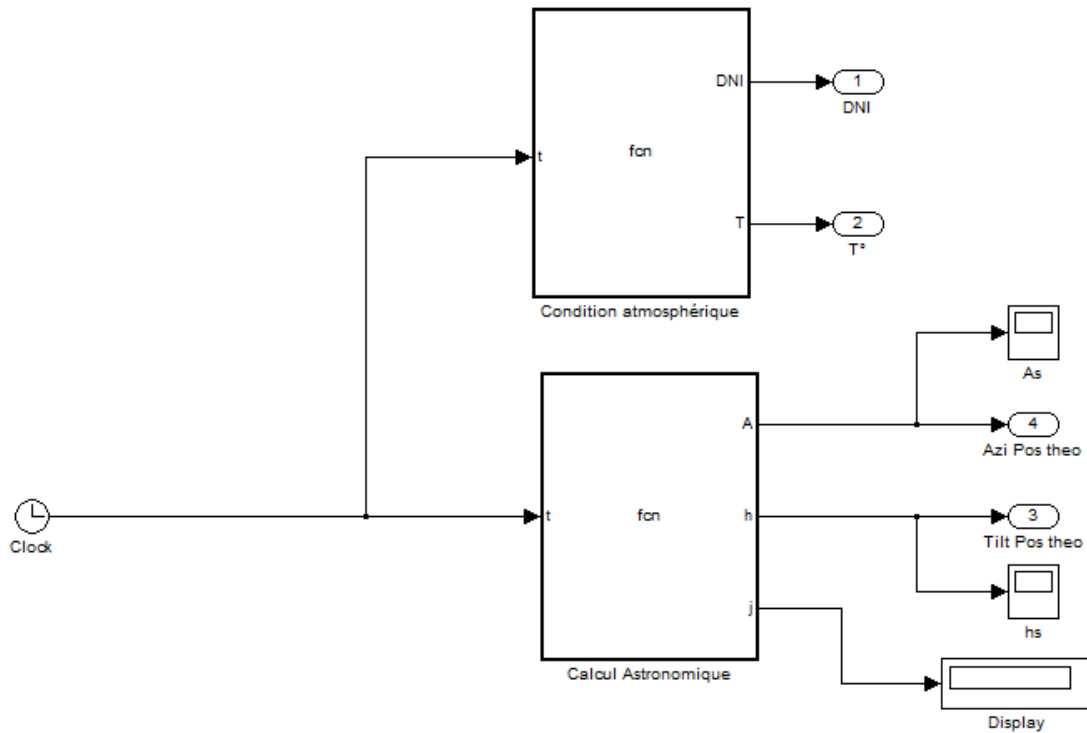 DNI
1
DNI
fcn
t
T
2
T°
Condition atmosphérique
As
A
4
Azi Pos theo
Clock
t
fcn
h
3
Tilt Pos theo
hs
j
Calcul Astronomique
Display